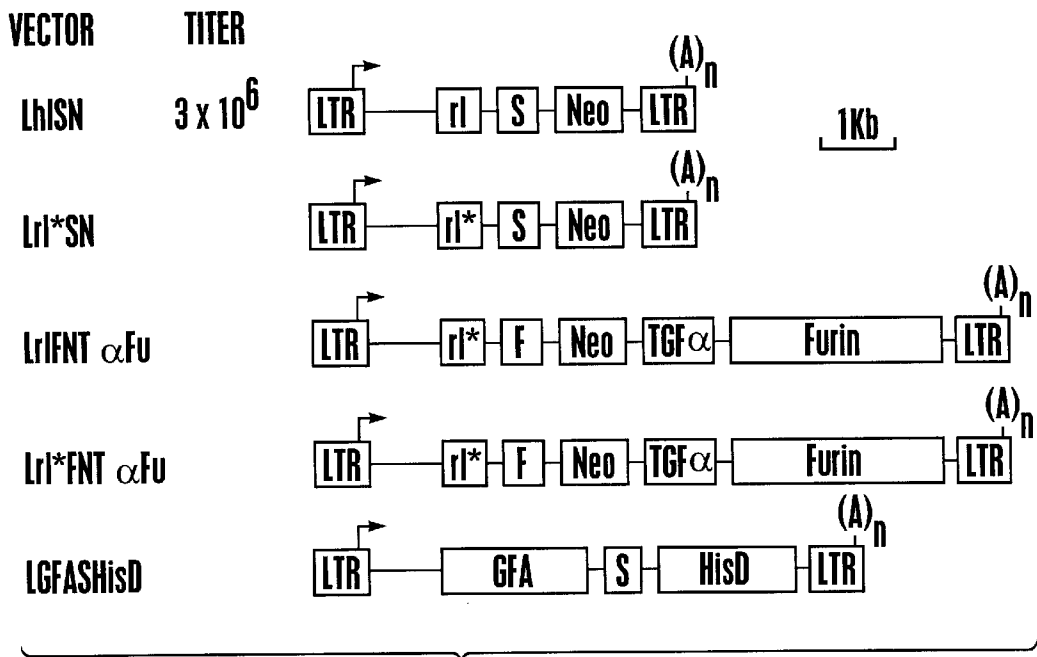 VECTOR TITER
LhISN 3 x 10^6 LTR rI S Neo LTR (A)n
1Kb
LrI*SN LTR rI* S Neo LTR (A)n
LrIFNT αFu LTR rI* F Neo TGFα Furin LTR (A)n
LrI*FNT αFu LTR rI* F Neo TGFα Furin LTR (A)n
LGFASHisD LTR GFA S HisD LTR (A)n